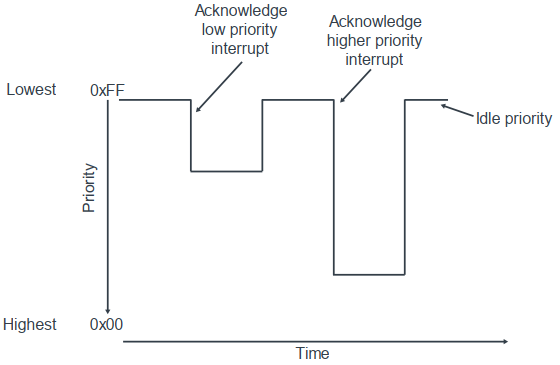 Acknowledge
low priority
interrupt
Acknowledge
higher priority
interrupt
Lowest 0xFF
Idle priority
Priority
Highest 0x00
Time